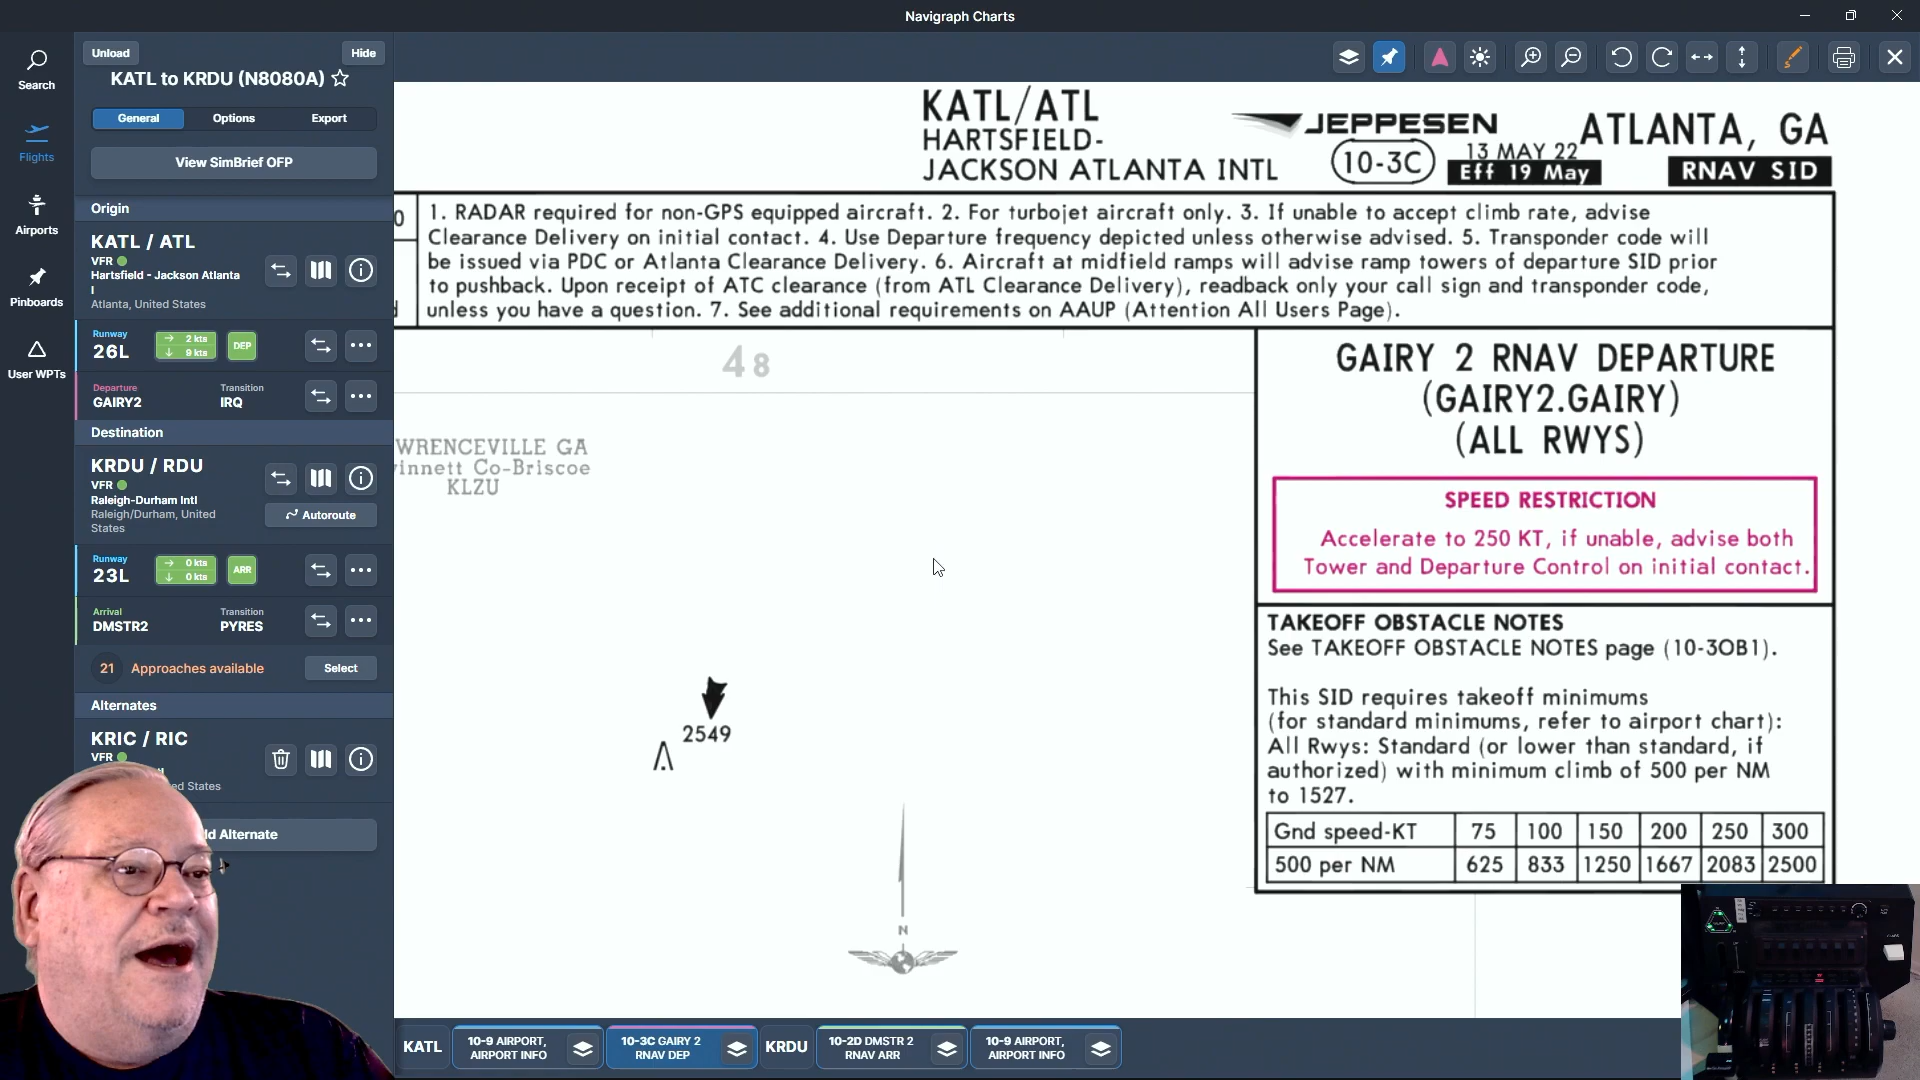 Navigraph Charts
Search
Flights
Airports
Pinboards
User WPTs
Unload
Hide
KATL to KRDU (N8080A)
General
Options
Export
View SimBrief OFP
Origin
KATL / ATL
VFR
Hartsfield - Jackson Atlanta
I
Atlanta, United States
Runway
26L
→ 2 kts
↓ 9 kts
DEP
Departure
GAIRY2
Transition
IRQ
Destination
KRDU / RDU
VFR
Raleigh-Durham Intl
Raleigh/Durham, United
States
Autoroute
Runway
23L
→ 0 kts
↓ 0 kts
ARR
Arrival
DMSTR2
Transition
PYRES
21
Approaches available
Select
Alternates
KRIC / RIC
VFR
ed States
dd Alternate
KATL/ATL
HARTSFIELD-
JACKSON ATLANTA INTL
JEPPESEN
10-3C
13 MAY 22
Eff 19 May
ATLANTA, GA
RNAV SID
0
1. RADAR required for non-GPS equipped aircraft. 2. For turbojet aircraft only. 3. If unable to accept climb rate, advise
Clearance Delivery on initial contact. 4. Use Departure frequency depicted unless otherwise advised. 5. Transponder code will
be issued via PDC or Atlanta Clearance Delivery. 6. Aircraft at midfield ramps will advise ramp towers of departure SID prior
to pushback. Upon receipt of ATC clearance (from ATL Clearance Delivery), readback only your call sign and transponder code,
unless you have a question. 7. See additional requirements on AAUP (Attention All Users Page).
48
WRENCEVILLE GA
innett Co-Briscoe
KLZU
2549
N
GAIRY 2 RNAV DEPARTURE
(GAIRY2.GAIRY)
(ALL RWYS)
SPEED RESTRICTION
Accelerate to 250 KT, if unable, advise both
Tower and Departure Control on initial contact.
TAKEOFF OBSTACLE NOTES
See TAKEOFF OBSTACLE NOTES page (10-3OB1).
This SID requires takeoff minimums
(for standard minimums, refer to airport chart):
All Rwys: Standard (or lower than standard, if
authorized) with minimum climb of 500 per NM
to 1527.
Gnd speed-KT 75 100 150 200 250 300
500 per NM 625 833 1250 1667 2083 2500
KATL
10-9 AIRPORT,
AIRPORT INFO
10-3C GAIRY 2
RNAV DEP
KRDU
10-2D DMSTR 2
RNAV ARR
10-9 AIRPORT,
AIRPORT INFO